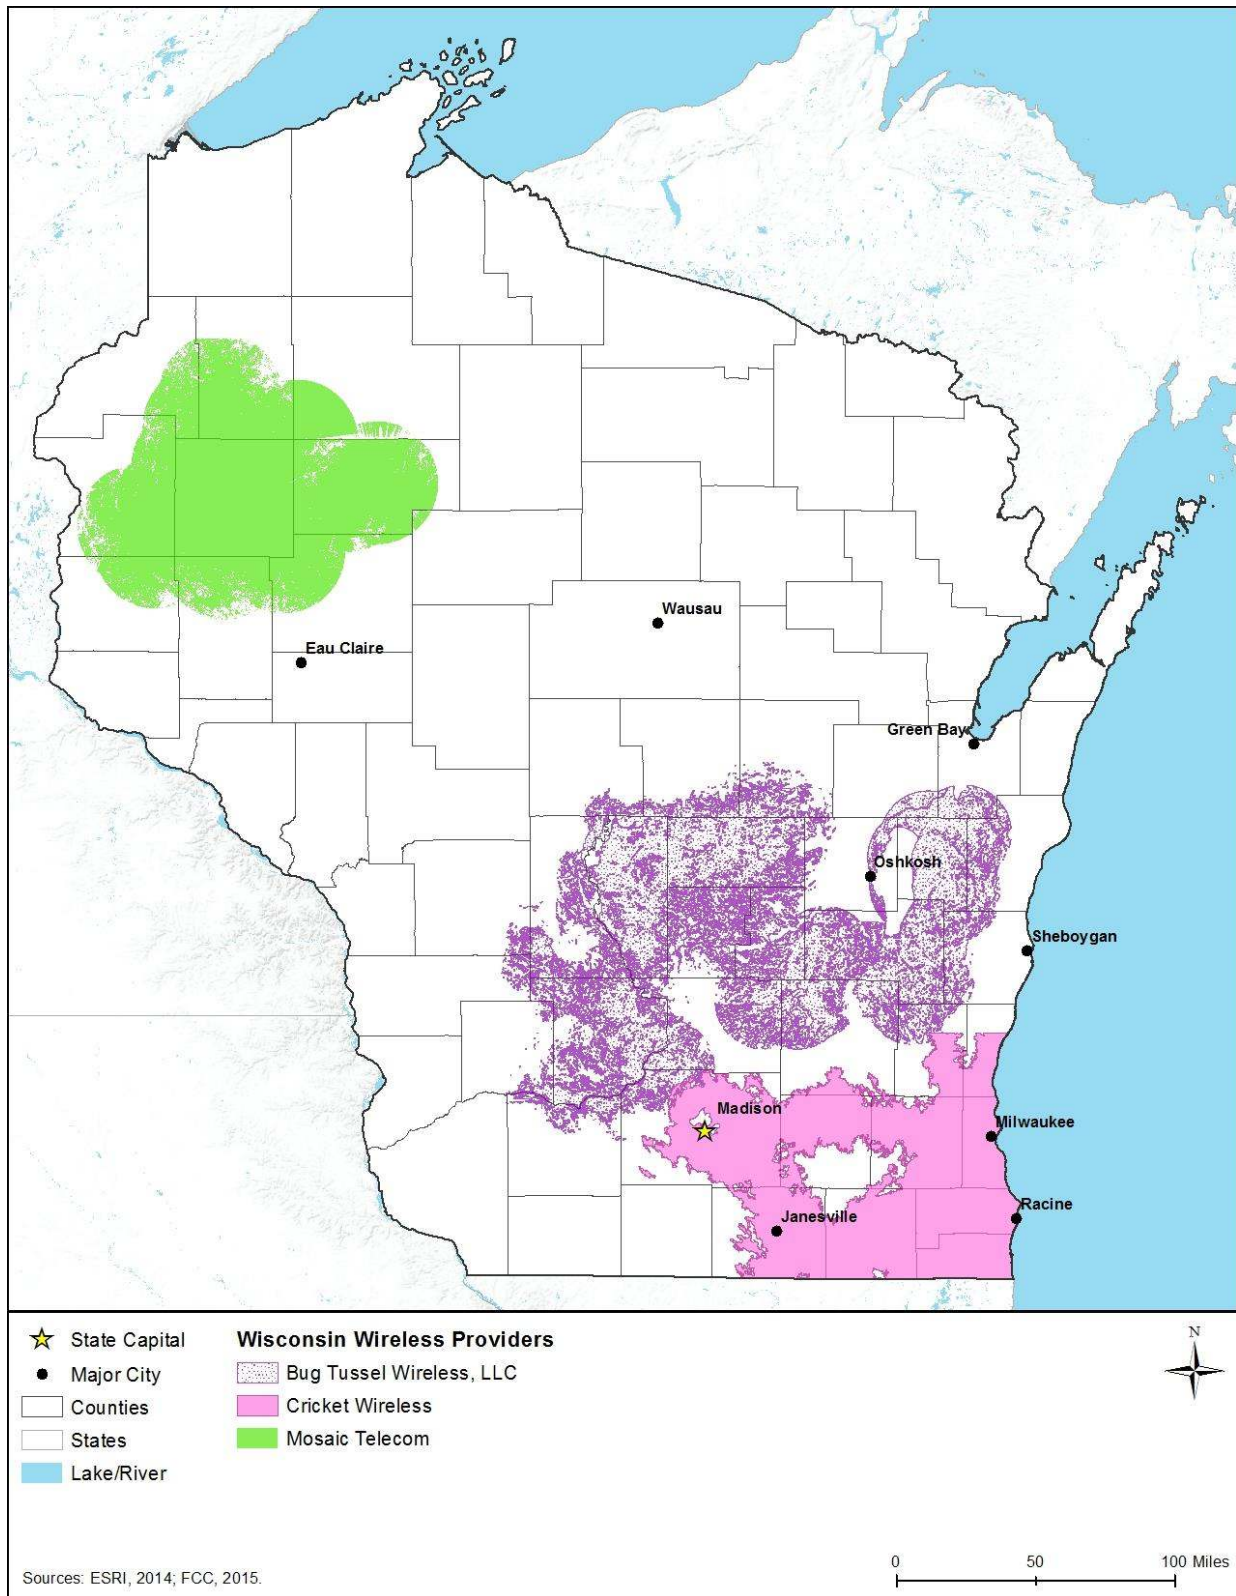 Wausau
Eau Claire
Green Bay
Oshkosh
Sheboygan
Madison
Milwaukee
Janesville
Racine
State Capital
Major City
Counties
States
Lake/River
Wisconsin Wireless Providers
Bug Tussel Wireless, LLC
Cricket Wireless
Mosaic Telecom
N
0 50 100 Miles
Sources: ESRI, 2014; FCC, 2015.